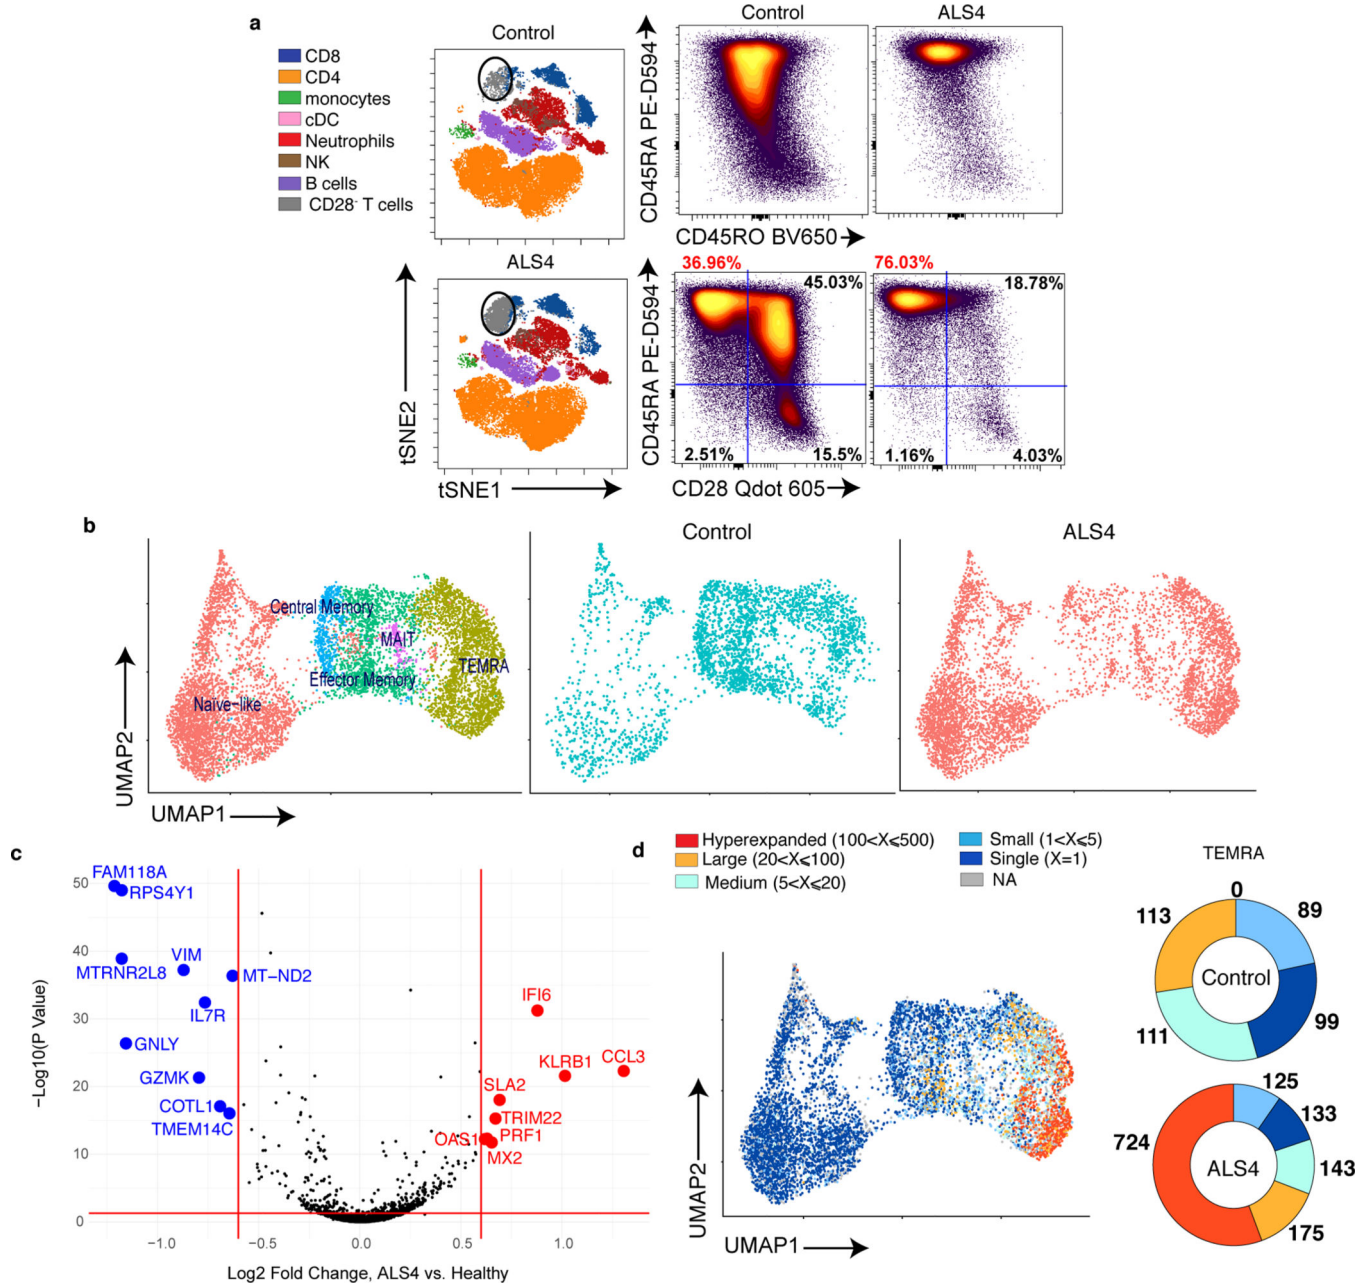 a
Control
CD8
CD4
monocytes
cDC
Neutrophils
NK
B cells
CD28⁻ T cells
ALS4
tSNE2
tSNE1
Control
ALS4
CD45RA PE-D594
CD45RO BV650
36.96%
45.03%
76.03%
18.78%
CD45RA PE-D594
2.51%
15.5%
1.16%
4.03%
CD28 Qdot 605
b
Control
ALS4
Central Memory
MAIT
TEMRA
Effector Memory
Naive-like
UMAP2
UMAP1
c
FAM118A
RPS4Y1
MTRNR2L8
VIM
MT-ND2
IL7R
GNLY
GZMK
COTL1
TMEM14C
IFI6
KLRB1
CCL3
SLA2
TRIM22
OAS1
PRF1
MX2
50
40
30
20
10
0
−Log10(P Value)
−1.0
−0.5
0.0
0.5
1.0
Log2 Fold Change, ALS4 vs. Healthy
d
Hyperexpanded (100<X⩽500)
Large (20<X⩽100)
Medium (5<X⩽20)
Small (1<X⩽5)
Single (X=1)
NA
UMAP2
UMAP1
TEMRA
0
113
89
Control
111
99
125
133
724
ALS4
143
175